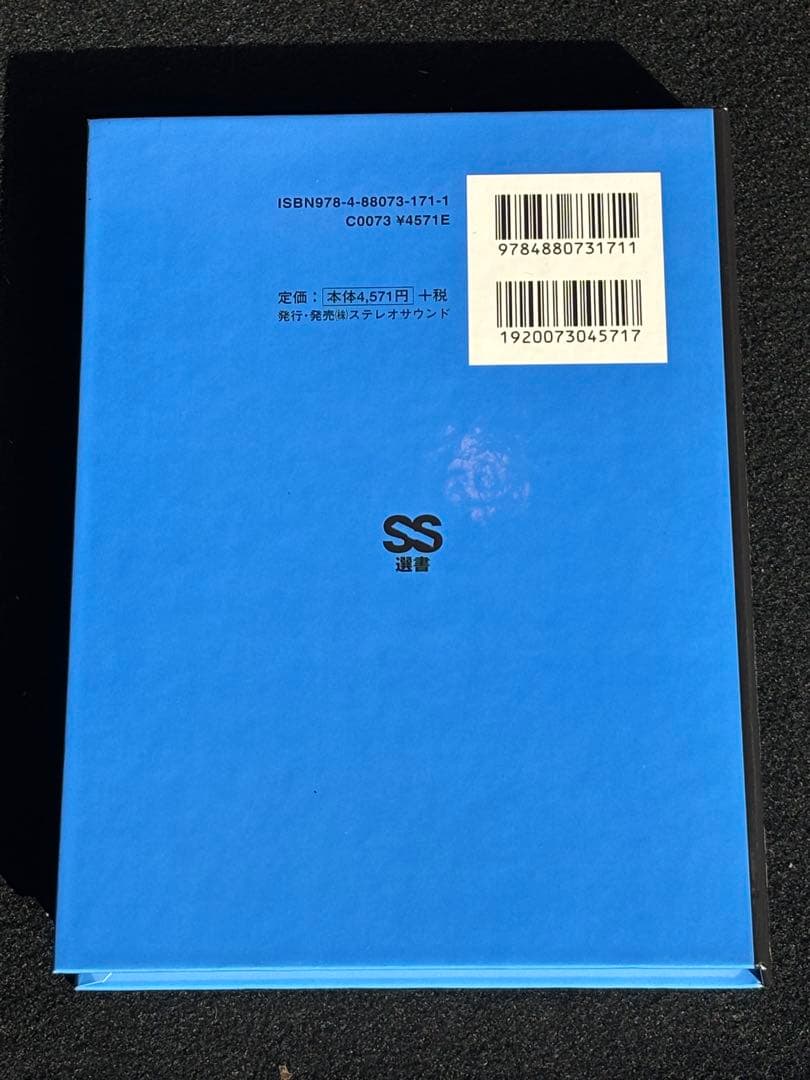 ISBN978-4-88073-171-1
C0073 ¥4571E
定価：本体4,571円+税
発行・発売㈱ステレオサウンド
9784880731711
1920073045717
SS
選書